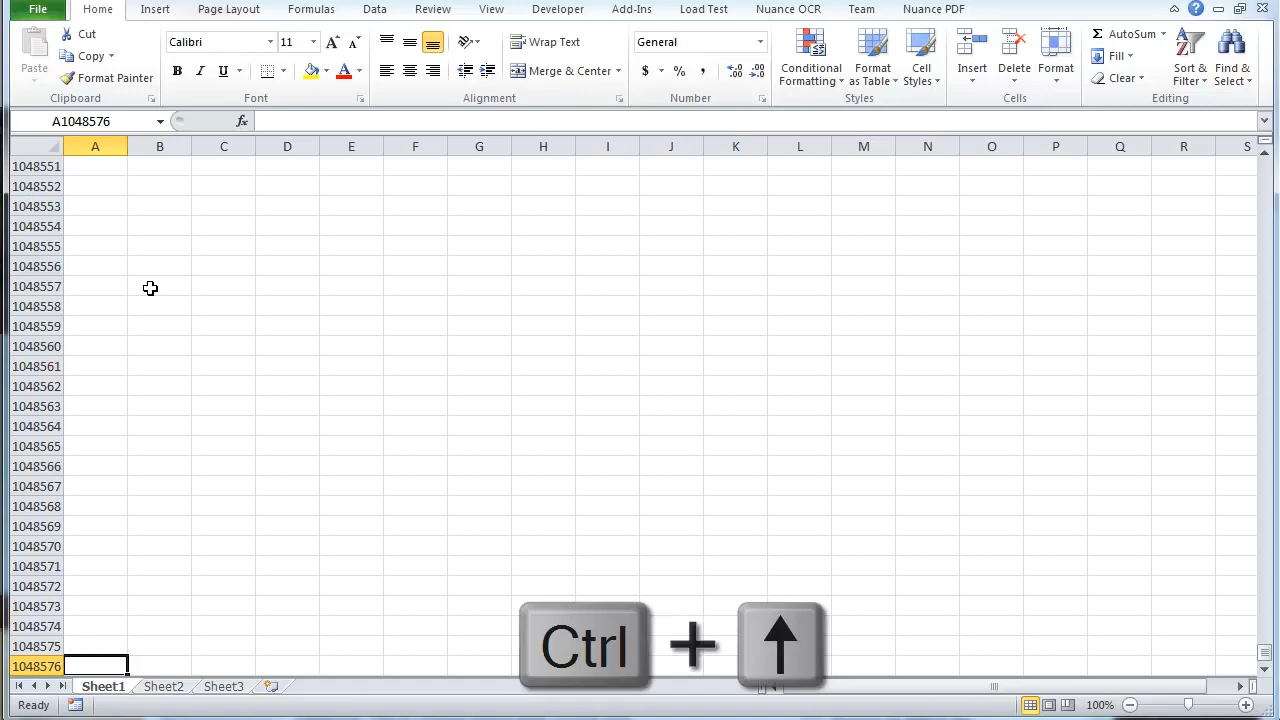 File Home Insert Page Layout Formulas Data Review View Developer Add-Ins Load Test Nuance OCR Team Nuance PDF
Paste
Cut
Copy
Format Painter
Clipboard
Calibri 11
B I U
Font
Wrap Text
Merge & Center
Alignment
General
$ % ,
Number
Conditional Formatting
Format as Table
Cell Styles
Styles
Insert Delete Format
Cells
Σ AutoSum
Fill
Clear
Sort & Filter
Find & Select
Editing
A1048576 fx
A B C D E F G H I J K L M N O P Q R S
1048551
1048552
1048553
1048554
1048555
1048556
1048557
1048558
1048559
1048560
1048561
1048562
1048563
1048564
1048565
1048566
1048567
1048568
1048569
1048570
1048571
1048572
1048573
1048574
1048575
1048576
Ctrl + ↑
Sheet1 Sheet2 Sheet3
Ready 100%